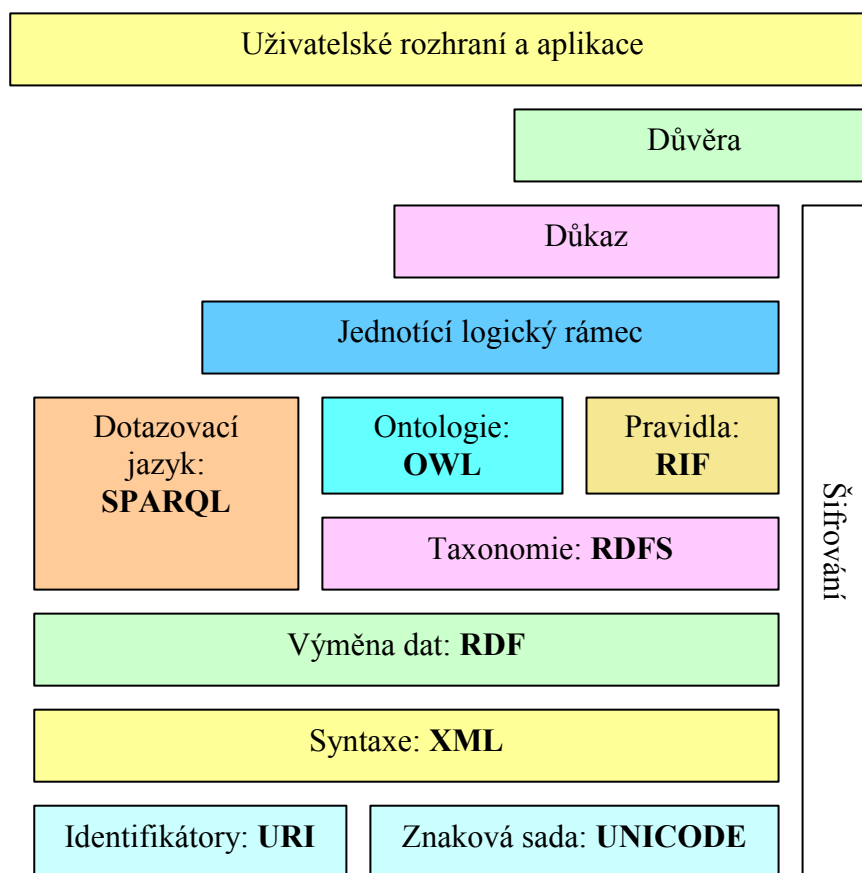 Uživatelské rozhraní a aplikace
Důvěra
Důkaz
Jednotící logický rámec
Dotazovací
jazyk:
SPARQL
Ontologie:
OWL
Pravidla:
RIF
Taxonomie: RDFS
Šifrování
Výměna dat: RDF
Syntaxe: XML
Identifikátory: URI
Znaková sada: UNICODE